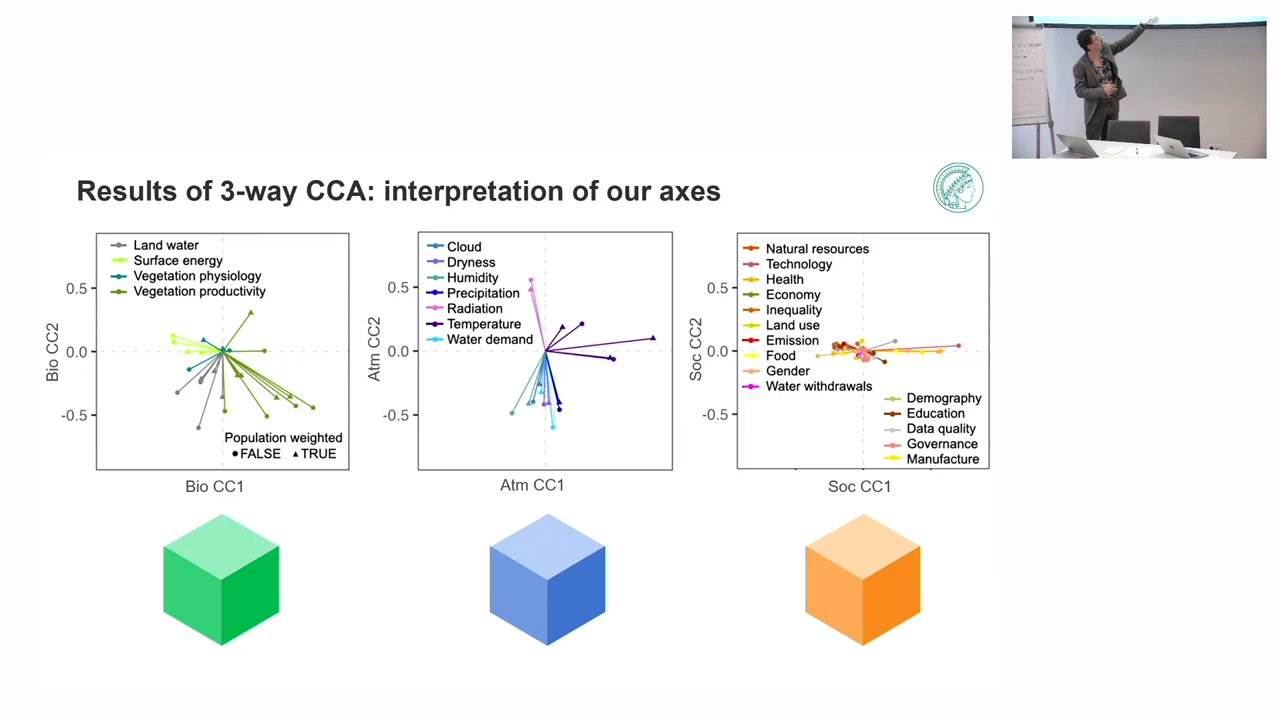 Results of 3-way CCA: interpretation of our axes
Land water
Surface energy
Vegetation physiology
Vegetation productivity
0.5
0.0
-0.5
Bio CC2
Population weighted
FALSE TRUE
Bio CC1
Cloud
Dryness
Humidity
Precipitation
Radiation
Temperature
Water demand
0.5
0.0
-0.5
Atm CC2
Atm CC1
Natural resources
Technology
Health
Economy
Inequality
Land use
Emission
Food
Gender
Water withdrawals
0.5
0.0
-0.5
Soc CC2
Demography
Education
Data quality
Governance
Manufacture
Soc CC1